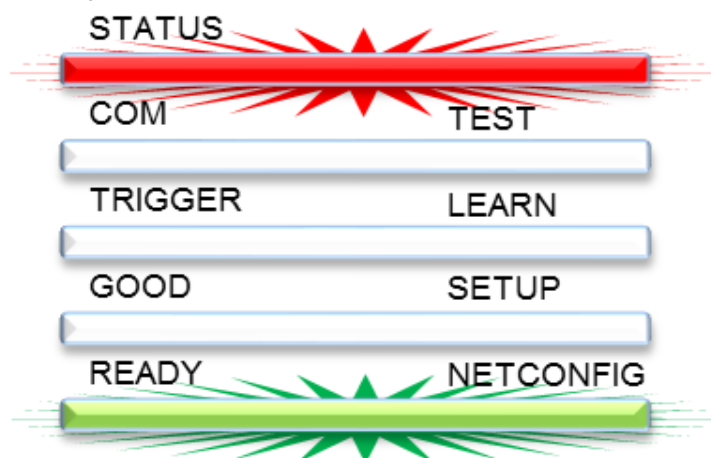 STATUS
COM TEST
TRIGGER LEARN
GOOD SETUP
READY NETCONFIG